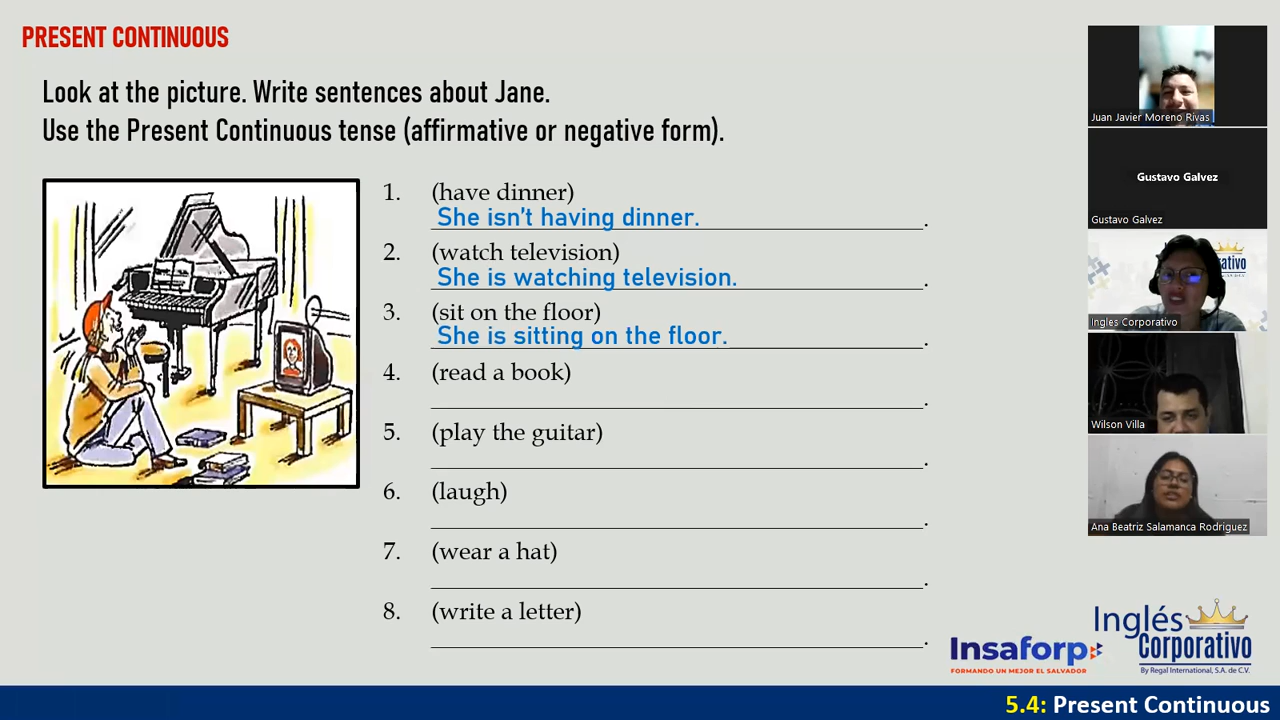 PRESENT CONTINUOUS
Look at the picture. Write sentences about Jane.
Use the Present Continuous tense (affirmative or negative form).
1. (have dinner)
She isn't having dinner.
2. (watch television)
She is watching television.
3. (sit on the floor)
She is sitting on the floor.
4. (read a book)
5. (play the guitar)
6. (laugh)
7. (wear a hat)
8. (write a letter)
Juan Javier Moreno Rivas
Gustavo Galvez
Gustavo Galvez
Ingles Corporativo
Wilson Villa
Ana Beatriz Salamanca Rodriguez
Insaforp
FORMANDO UN MEJOR EL SALVADOR
Inglés
Corporativo
By Regal International, S.A. de C.V.
5.4: Present Continuous